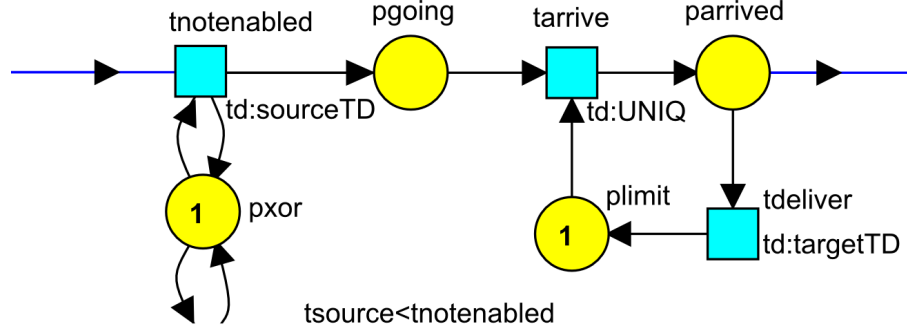 tnotenabled
pgoing
tarrive
parrived
td:sourceTD
td:UNIQ
1
pxor
plimit
tdeliver
1
td:targetTD
tsource<tnotenabled